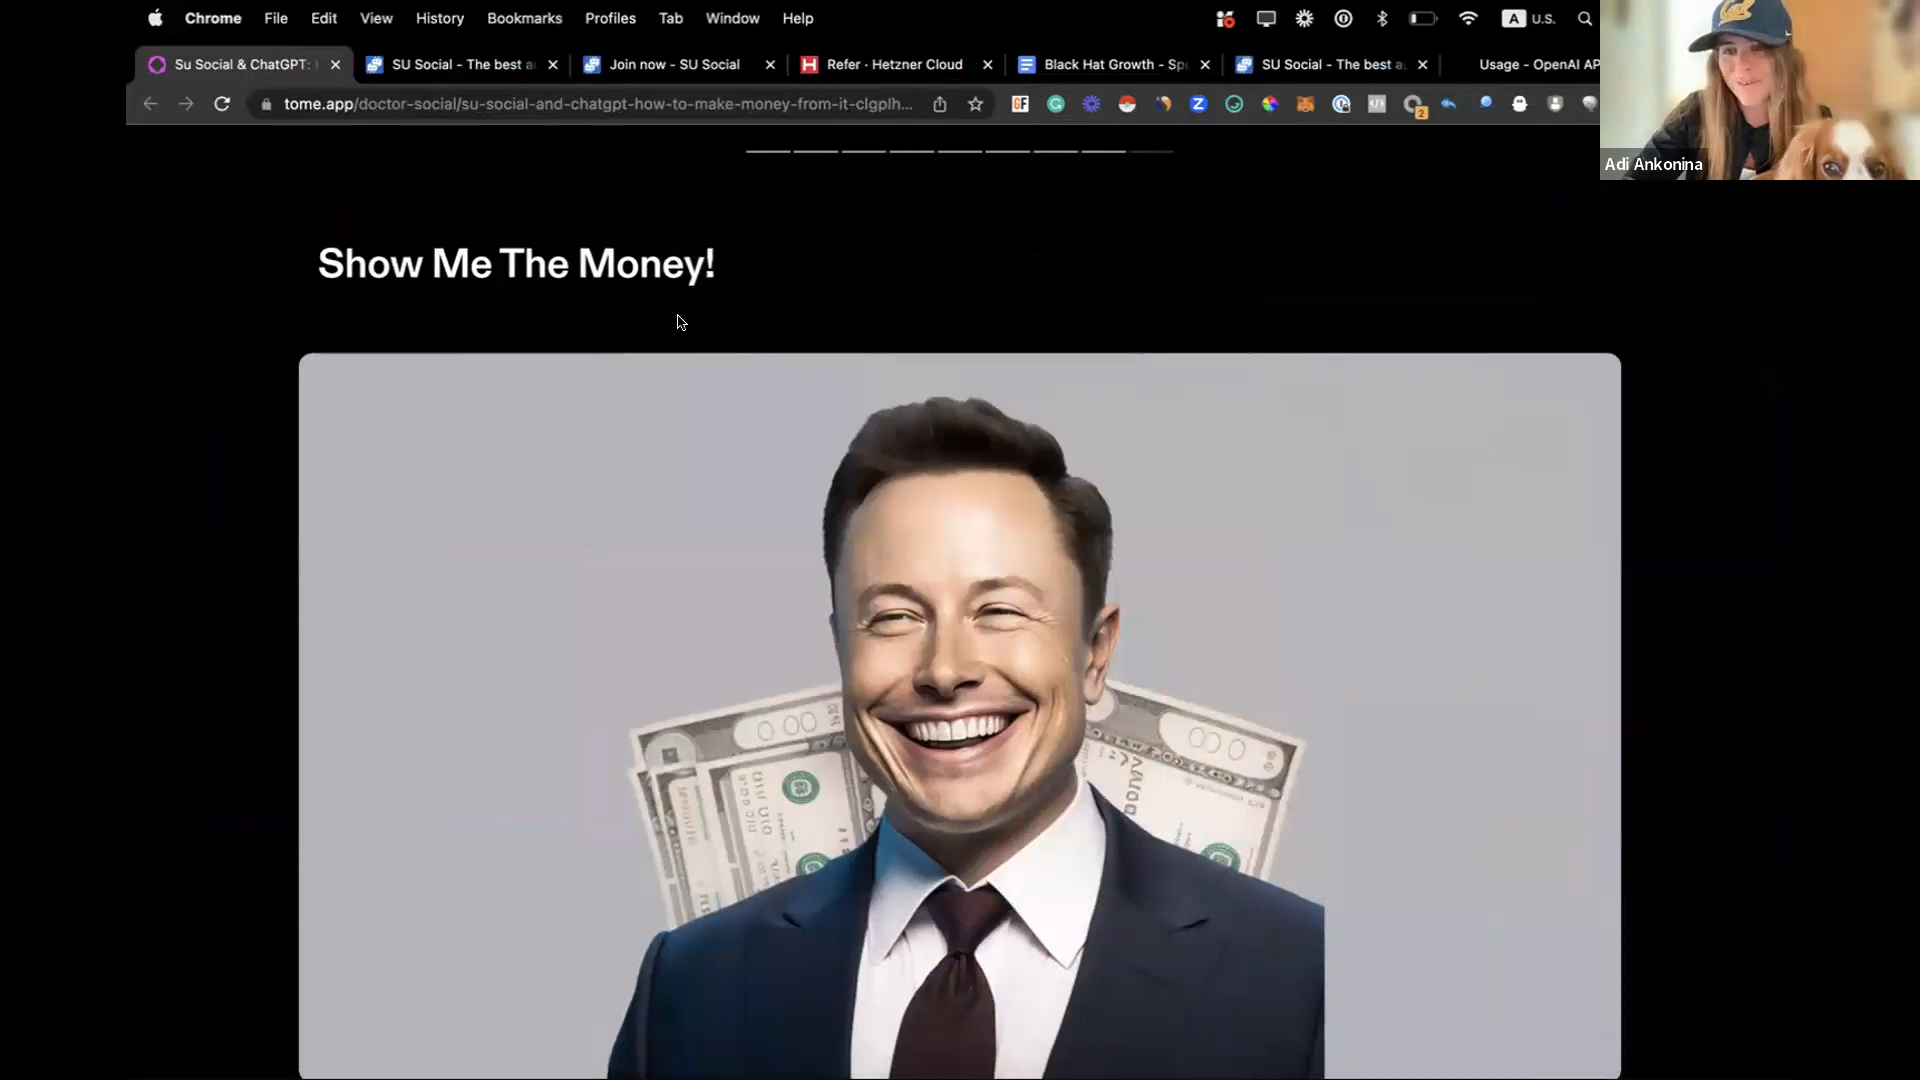 Chrome File Edit View History Bookmarks Profiles Tab Window Help
A U.S.
Su Social & ChatGPT:
SU Social - The best a
Join now - SU Social
Refer · Hetzner Cloud
Black Hat Growth - Sp
SU Social - The best a
Usage - OpenAI AP
tome.app/doctor-social/su-social-and-chatgpt-how-to-make-money-from-it-clgplh...
GF
2
Adi Ankonina
Show Me The Money!